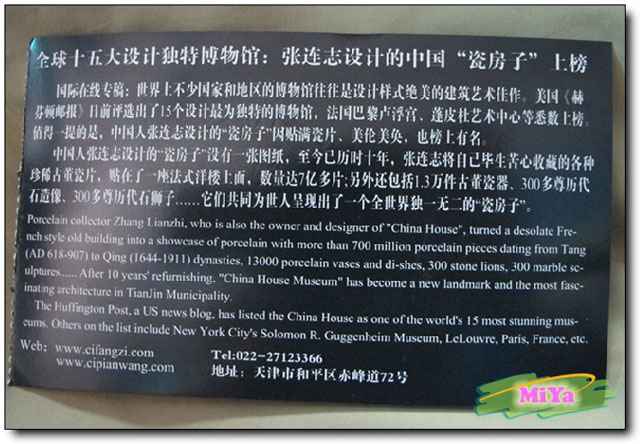 全球十五大设计独特博物馆：张连志设计的中国“瓷房子”上榜
国际在线专稿：世界上不少国家和地区的博物馆往往是设计样式绝美的建筑艺术佳作。美国《赫
芬顿邮报》日前评选出了15个设计最为独特的博物馆，法国巴黎卢浮宫、蓬皮杜艺术中心等悉数上榜。
值得一提的是，中国人张连志设计的“瓷房子”因贴满瓷片、美伦美奂，也榜上有名。
中国人张连志设计的“瓷房子”没有一张图纸，至今已历时十年，张连志将自己毕生苦心收藏的各种
珍稀古董瓷片，贴在了一座法式洋楼上面，数量达7亿多片;另外还包括1.3万件古董瓷器、300多尊历代
石造像、300多尊历代石狮子……它们共同为世人呈现出了一个全世界独一无二的“瓷房子”。
Porcelain collector Zhang Lianzhi, who is also the owner and designer of "China House", turned a desolate Fre-
nch style old building into a showcase of porcelain with more than 700 million porcelain pieces dating from Tang
(AD 618-907) to Qing (1644-1911) dynasties, 13000 porcelain vases and di-shes, 300 stone lions, 300 marble sc-
ulptures...... After 10 years' refurnishing, "China House Museum" has become a new landmark and the most fasc-
inating architecture in TianJin Municipality.
The Huffington Post, a US news blog, has listed the China House as one of the world's 15 most stunning mus-
eums. Others on the list include New York City's Solomon R. Guggenheim Museum, LeLouvre, Paris, France, etc.
Web: www.cifangzi.com
www.cipianwang.com
Tel:022-27123366
地址：天津市和平区赤峰道72号
MiYa